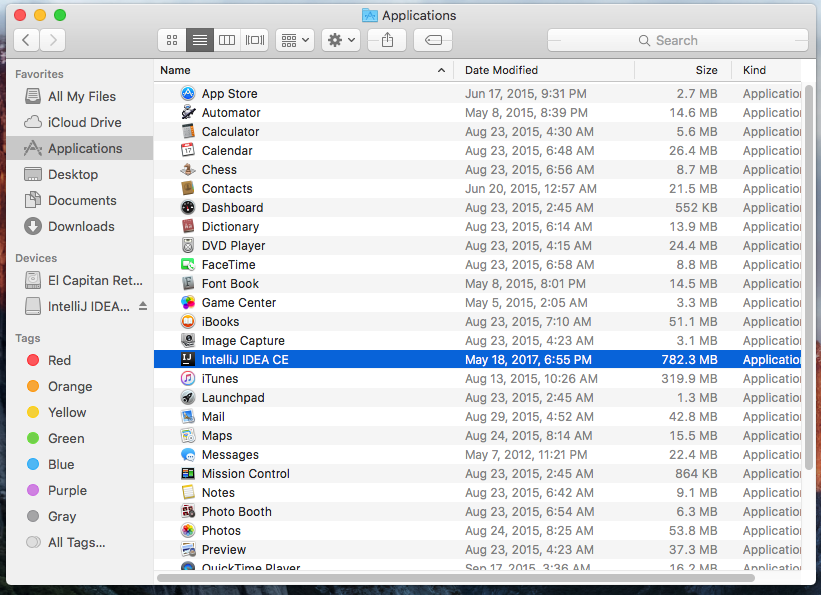 Applications
Search
Favorites
All My Files
iCloud Drive
Applications
Desktop
Documents
Downloads
Devices
El Capitan Ret...
IntelliJ IDEA...
Tags
Red
Orange
Yellow
Green
Blue
Purple
Gray
All Tags...
Name Date Modified Size Kind
App Store Jun 17, 2015, 9:31 PM 2.7 MB Application
Automator May 8, 2015, 8:39 PM 14.6 MB Application
Calculator Aug 23, 2015, 4:30 AM 5.6 MB Application
Calendar Aug 23, 2015, 6:48 AM 26.4 MB Application
Chess Aug 23, 2015, 6:56 AM 8.7 MB Application
Contacts Jun 20, 2015, 12:57 AM 21.5 MB Application
Dashboard Aug 23, 2015, 2:45 AM 552 KB Application
Dictionary Aug 23, 2015, 6:14 AM 13.9 MB Application
DVD Player Aug 23, 2015, 4:15 AM 24.4 MB Application
FaceTime Aug 23, 2015, 6:58 AM 8.8 MB Application
Font Book May 8, 2015, 8:01 PM 14.5 MB Application
Game Center May 5, 2015, 2:05 AM 3.3 MB Application
iBooks Aug 23, 2015, 7:10 AM 51.1 MB Application
Image Capture Aug 23, 2015, 4:23 AM 3.1 MB Application
IntelliJ IDEA CE May 18, 2017, 6:55 PM 782.3 MB Application
iTunes Aug 13, 2015, 10:26 AM 319.9 MB Application
Launchpad Aug 23, 2015, 2:45 AM 1.3 MB Application
Mail Aug 29, 2015, 4:52 AM 42.8 MB Application
Maps Aug 24, 2015, 8:14 AM 15.5 MB Application
Messages May 7, 2012, 11:21 PM 22.4 MB Application
Mission Control Aug 23, 2015, 2:45 AM 864 KB Application
Notes Aug 23, 2015, 6:42 AM 9.1 MB Application
Photo Booth Aug 23, 2015, 6:54 AM 6.3 MB Application
Photos Aug 24, 2015, 8:25 AM 53.8 MB Application
Preview Aug 23, 2015, 4:23 AM 37.3 MB Application
QuickTime Player Sep 17, 2015, 3:36 AM 16.2 MB Application